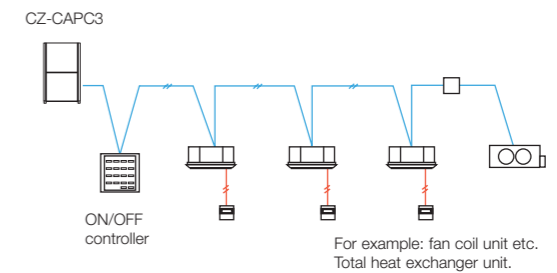 CZ-CAPC3
ON/OFF
controller
For example: fan coil unit etc.
Total heat exchanger unit.